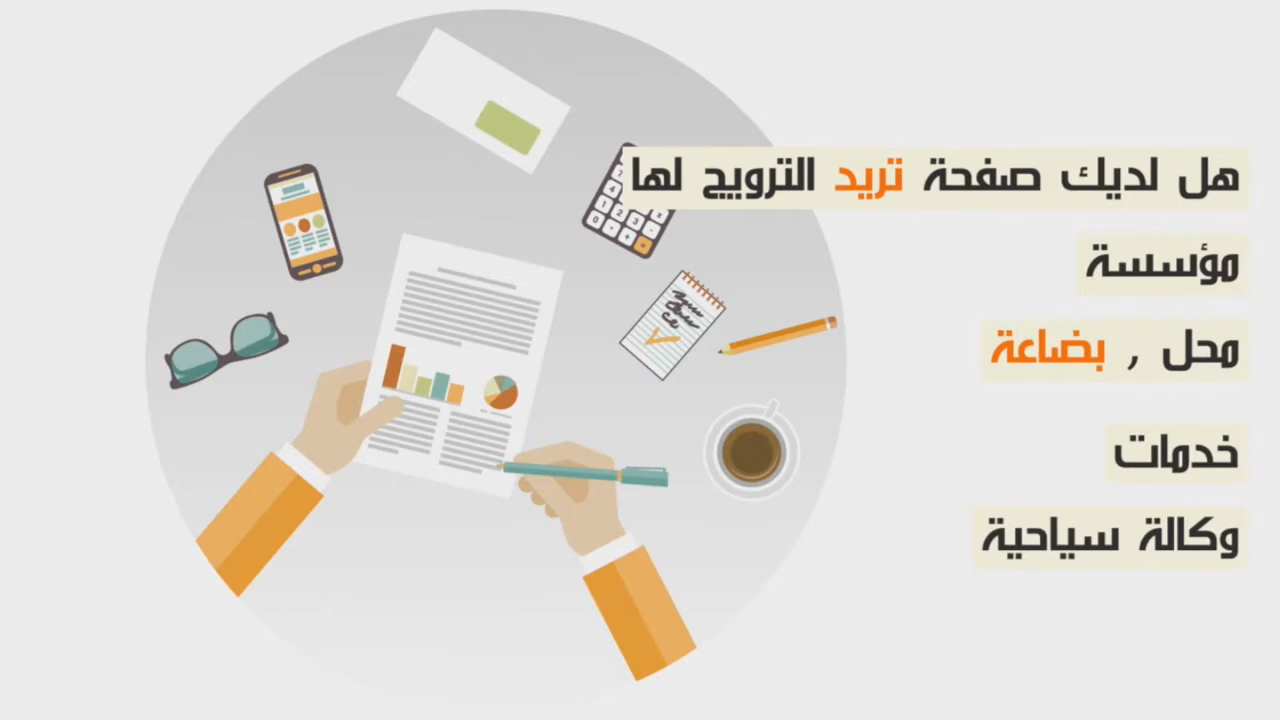 هل لديك صفحة تريد الترويج لها
مؤسسة
محل , بضاعة
خدمات
وكالة سياحية